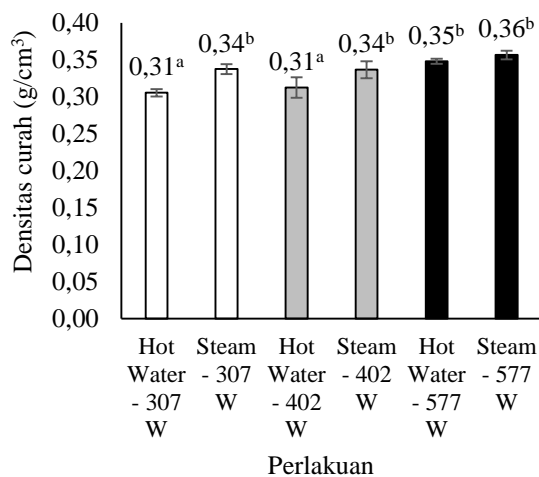 Densitas curah (g/cm³)
0,40
0,35
0,30
0,25
0,20
0,15
0,10
0,05
0,00
0,31ᵃ
0,34ᵇ
0,31ᵃ
0,34ᵇ
0,35ᵇ
0,36ᵇ
Hot
Water
- 307
W
Steam
- 307
W
Hot
Water
- 402
W
Steam
- 402
W
Hot
Water
- 577
W
Steam
- 577
W
Perlakuan